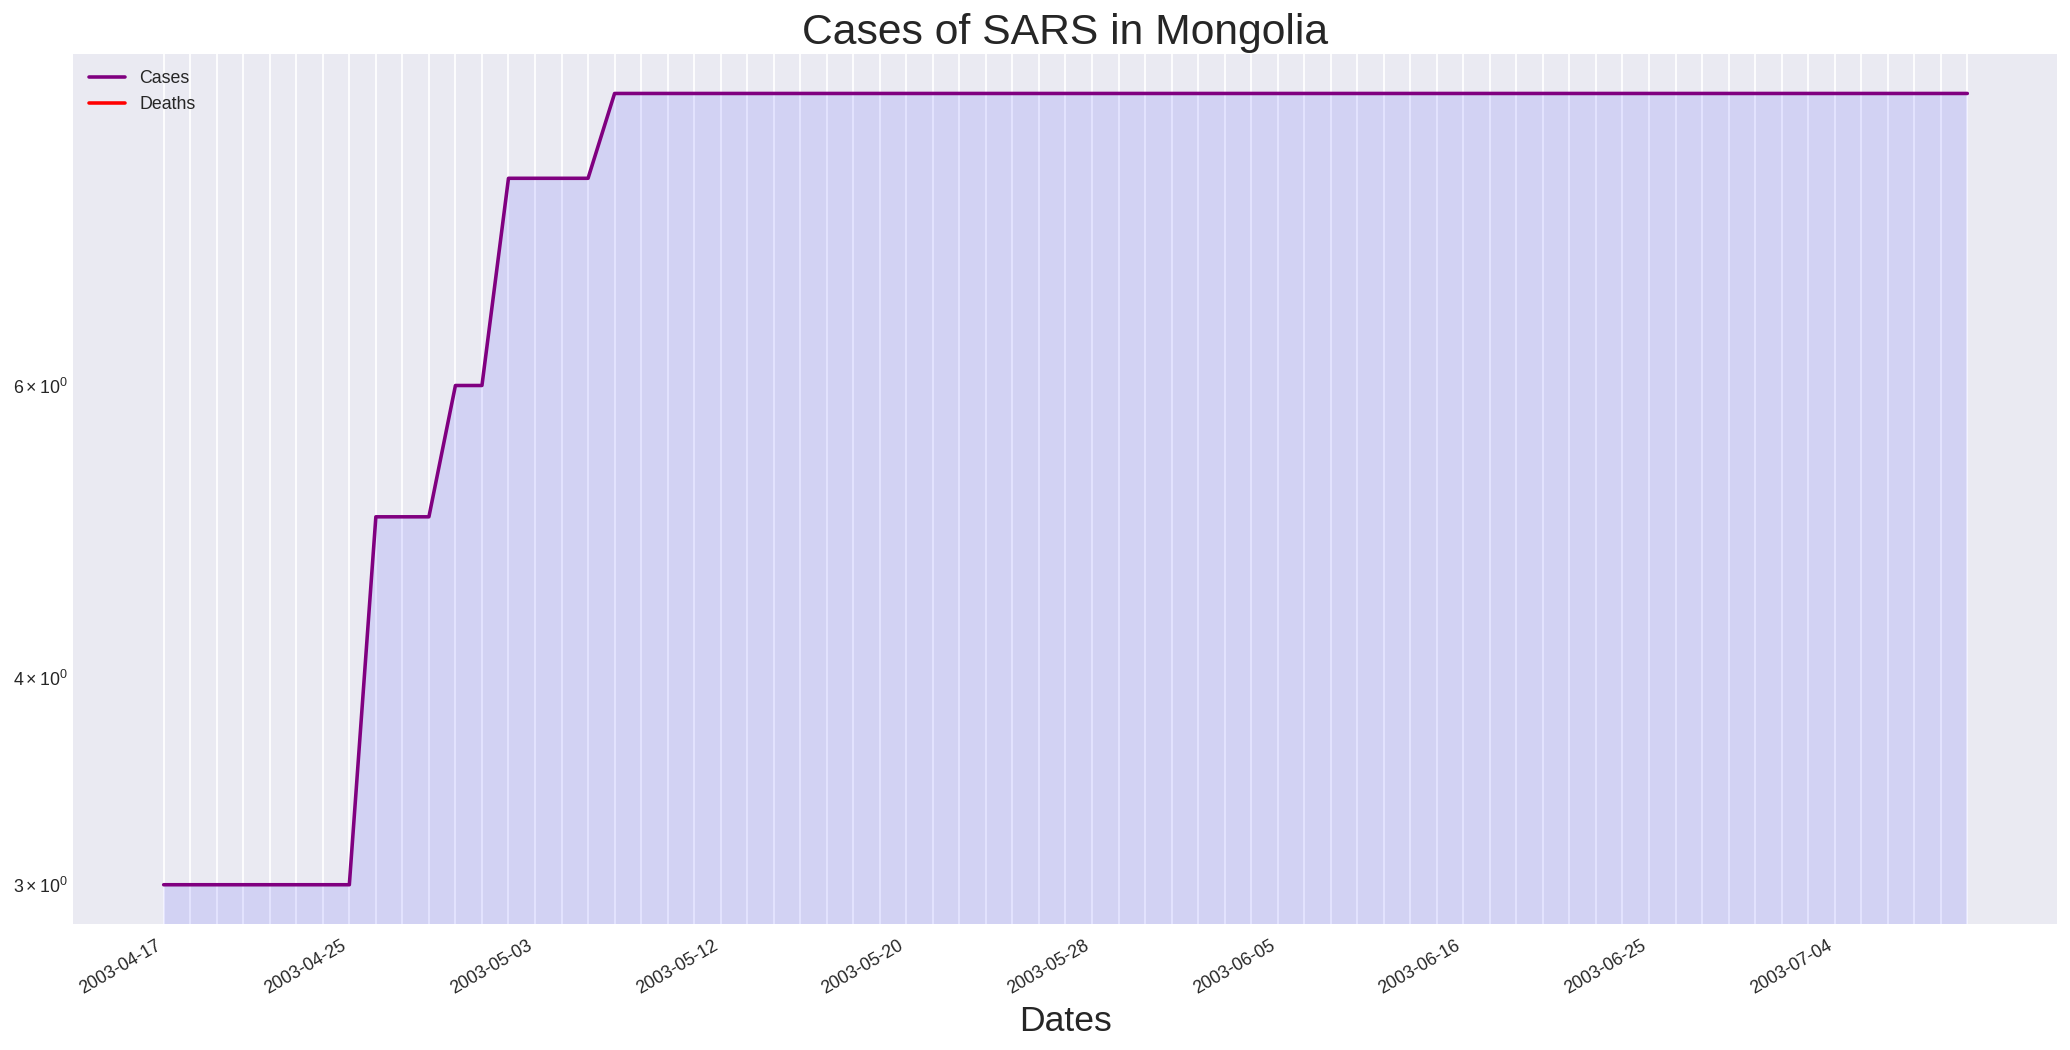 Cases of SARS in Mongolia
Cases
Deaths
6 × 10⁰
4 × 10⁰
3 × 10⁰
2003-04-17
2003-04-25
2003-05-03
2003-05-12
2003-05-20
2003-05-28
2003-06-05
2003-06-16
2003-06-25
2003-07-04
Dates